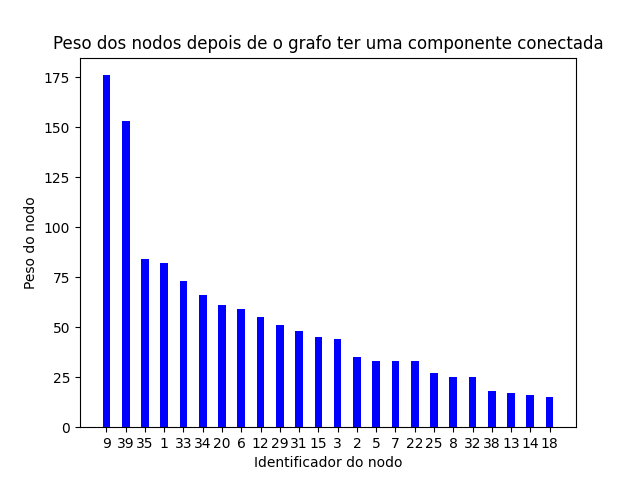 Peso dos nodos depois de o grafo ter uma componente conectada
175
150
125
100
75
50
25
0
Peso do nodo
9 39 35 1 33 34 20 6 12 29 31 15 3 2 5 7 22 25 8 32 38 13 14 18
Identificador do nodo